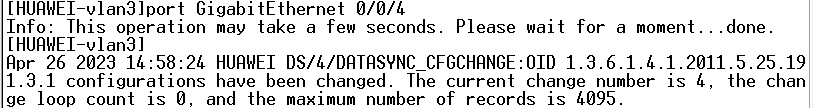 [HUAWEI-vlan3]port GigabitEthernet 0/0/4
Info: This operation may take a few seconds. Please wait for a moment...done.
[HUAWEI-vlan3]
Apr 26 2023 14:58:24 HUAWEI DS/4/DATASYNC_CFGCHANGE:OID 1.3.6.1.4.1.2011.5.25.19
1.3.1 configurations have been changed. The current change number is 4, the chan
ge loop count is 0, and the maximum number of records is 4095.